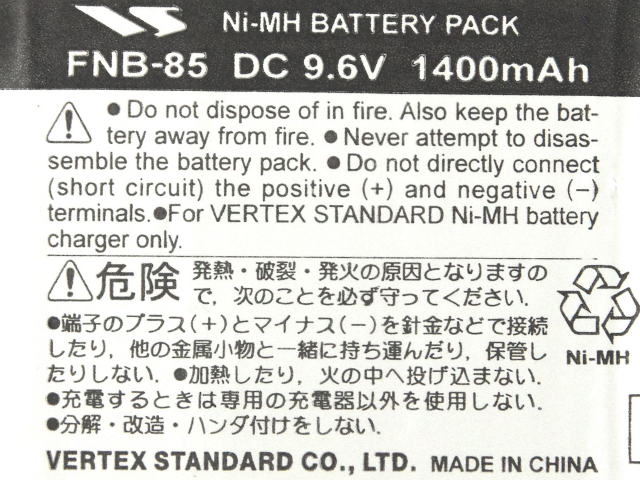 Ni-MH BATTERY PACK
FNB-85 DC 9.6V 1400mAh
● Do not dispose of in fire. Also keep the bat-
tery away from fire. ● Never attempt to disas-
semble the battery pack. ● Do not directly connect
(short circuit) the positive (+) and negative (−)
terminals.●For VERTEX STANDARD Ni-MH battery
charger only.
危険 発熱・破裂・発火の原因となりますの
で，次のことを必ず守ってください．
●端子のプラス(+)とマイナス(−)を針金などで接続
したり，他の金属小物と一緒に持ち運んだり，保管し
たりしない．●加熱したり，火の中へ投げ込まない．
●充電するときは専用の充電器以外を使用しない．
●分解・改造・ハンダ付けをしない．
Ni-MH
VERTEX STANDARD CO., LTD. MADE IN CHINA